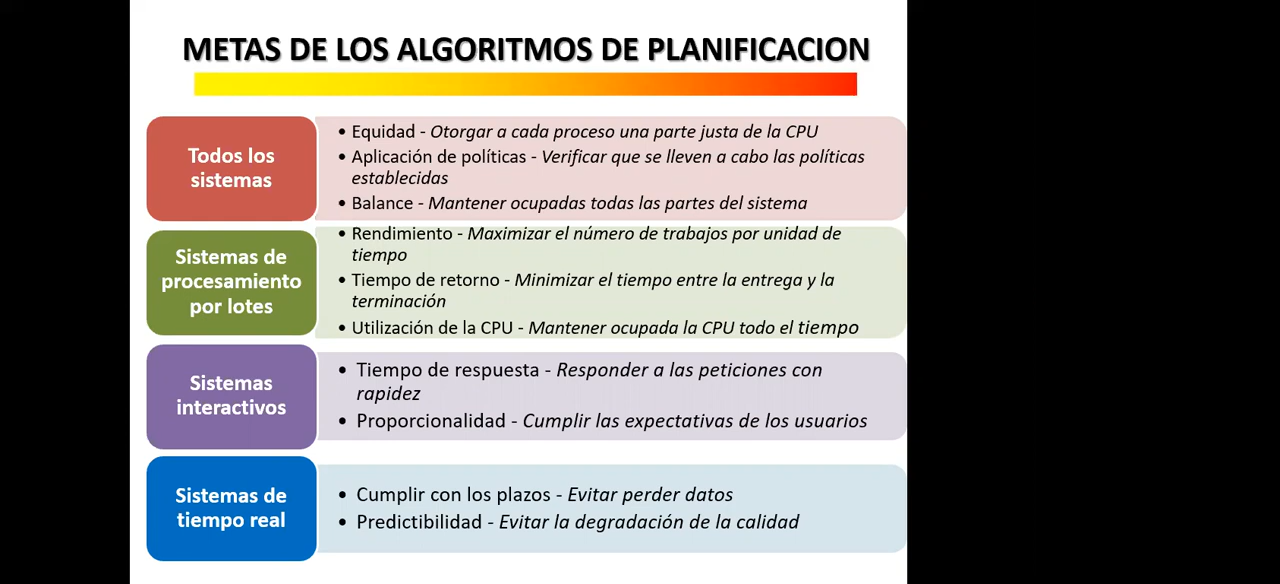 METAS DE LOS ALGORITMOS DE PLANIFICACION
Todos los
sistemas
• Equidad - Otorgar a cada proceso una parte justa de la CPU
• Aplicación de políticas - Verificar que se lleven a cabo las políticas
establecidas
• Balance - Mantener ocupadas todas las partes del sistema
Sistemas de
procesamiento
por lotes
• Rendimiento - Maximizar el número de trabajos por unidad de
tiempo
• Tiempo de retorno - Minimizar el tiempo entre la entrega y la
terminación
• Utilización de la CPU - Mantener ocupada la CPU todo el tiempo
Sistemas
interactivos
• Tiempo de respuesta - Responder a las peticiones con
rapidez
• Proporcionalidad - Cumplir las expectativas de los usuarios
Sistemas de
tiempo real
• Cumplir con los plazos - Evitar perder datos
• Predictibilidad - Evitar la degradación de la calidad